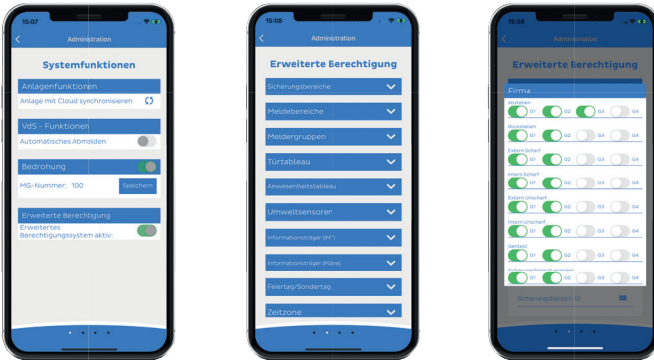 15:07
Administration
Systemfunktionen
Anlagenfunktionen
Anlage mit Cloud synchronisieren
VdS - Funktionen
Automatisches Abmelden
Bedrohung
MG-Nummer: 100
Speichern
Erweiterte Berechtigung
Erweitertes
Berechtigungssystem aktiv:
15:08
Administration
Erweiterte Berechtigung
Sicherungsbereiche
Meldebereiche
Meldergruppen
Türtableau
Anwesenheitstableau
Umweltsensoren
Informationsträger
Informationsträger (Pläne)
Feiertag/Sondertag
Zeitzone
15:08
Administration
Erweiterte Berechtigung
Firma
Abstellen
G1 G2 G3 G4
Rückstellen
G1 G2 G3 G4
Extern Scharf
G1 G2 G3 G4
Intern Scharf
G1 G2 G3 G4
Extern Unscharf
G1 G2 G3 G4
Intern Unscharf
G1 G2 G3 G4
Gehtest
G1 G2 G3 G4
G1 G2 G3 G4
Sicherungsbereich 10